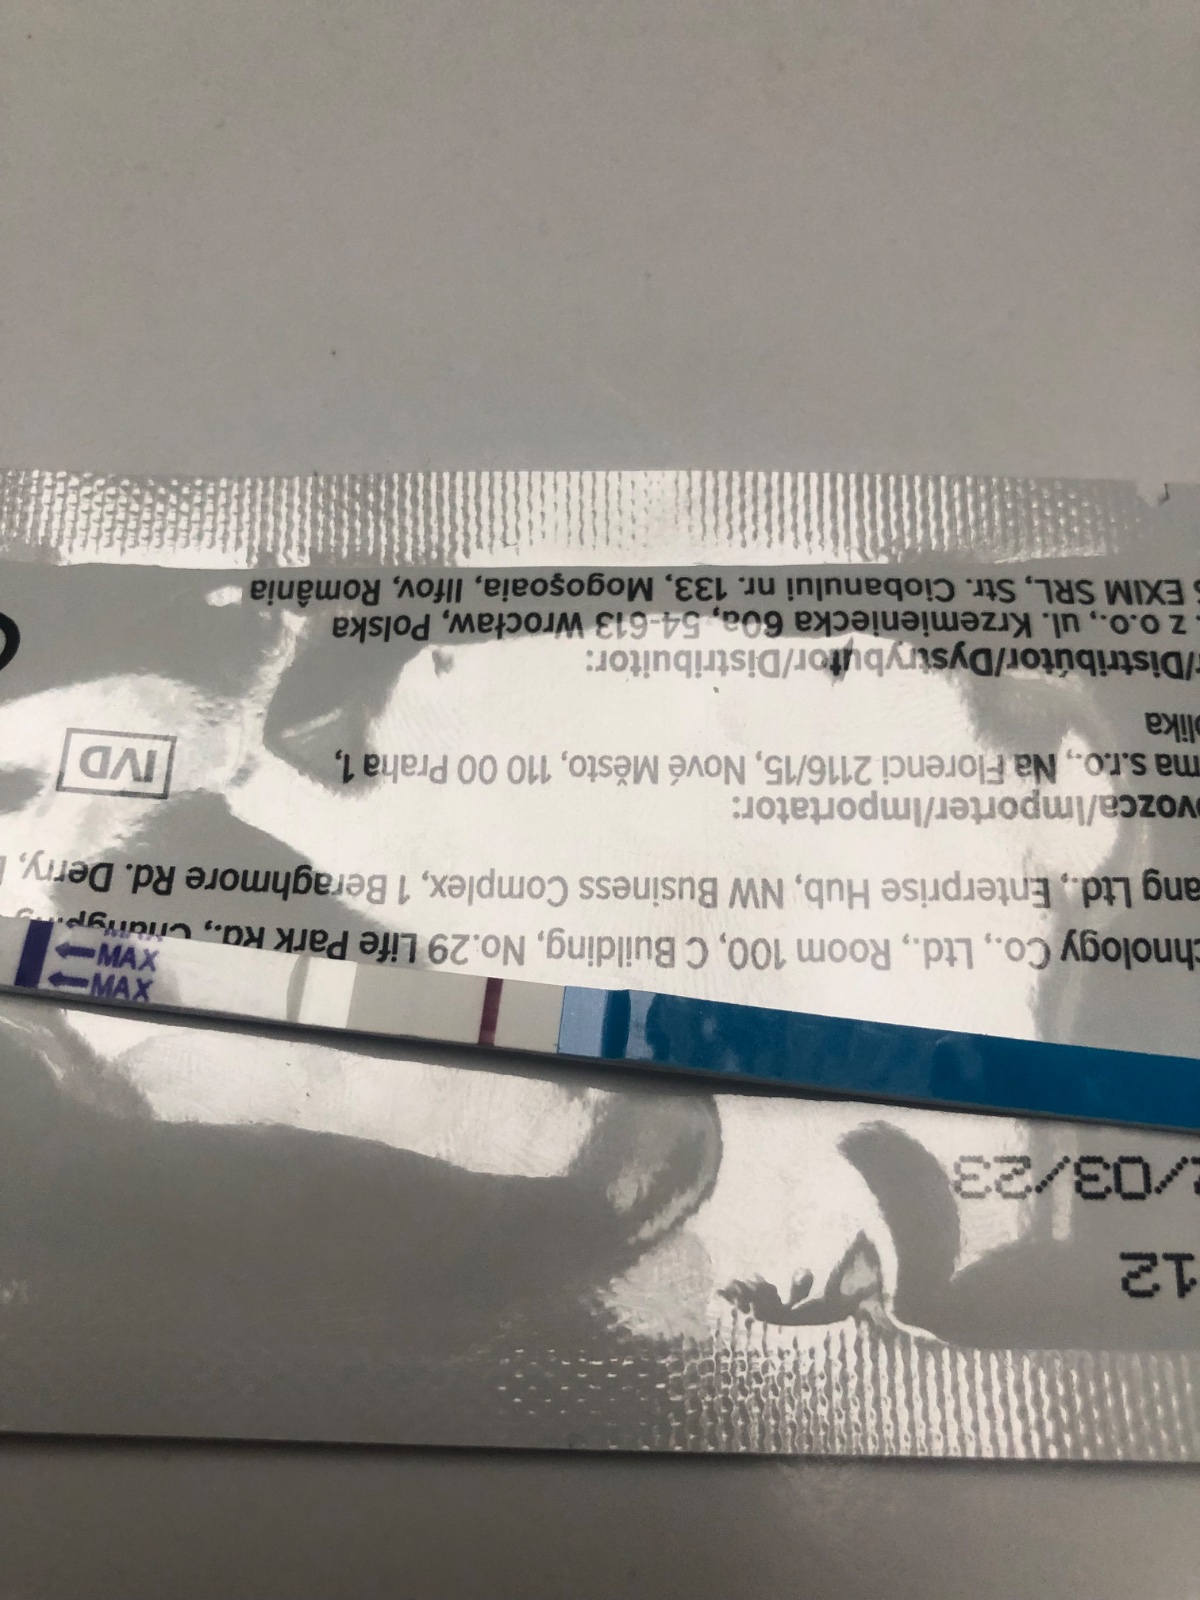 chnology Co., Ltd., Room 100, C Building, No.29 Life Park Rd.,
ang Ltd., Enterprise Hub, NW Business Complex, 1 Beraghmore Rd. Derry,
vozca/Importer/Importator:
ma s.r.o., Na Florenci 2116/15, Nové Město, 110 00 Praha 1,
blika
/Distribútor/Dystrybutor/Distribuitor:
z o.o., ul. Krzemieniecka 60a, 54-613 Wrocław, Polska
EXIM SRL, Str. Ciobanului nr. 133, Mogoşoaia, Ilfov, România
IVD
MAX
MAX
/03/23
12